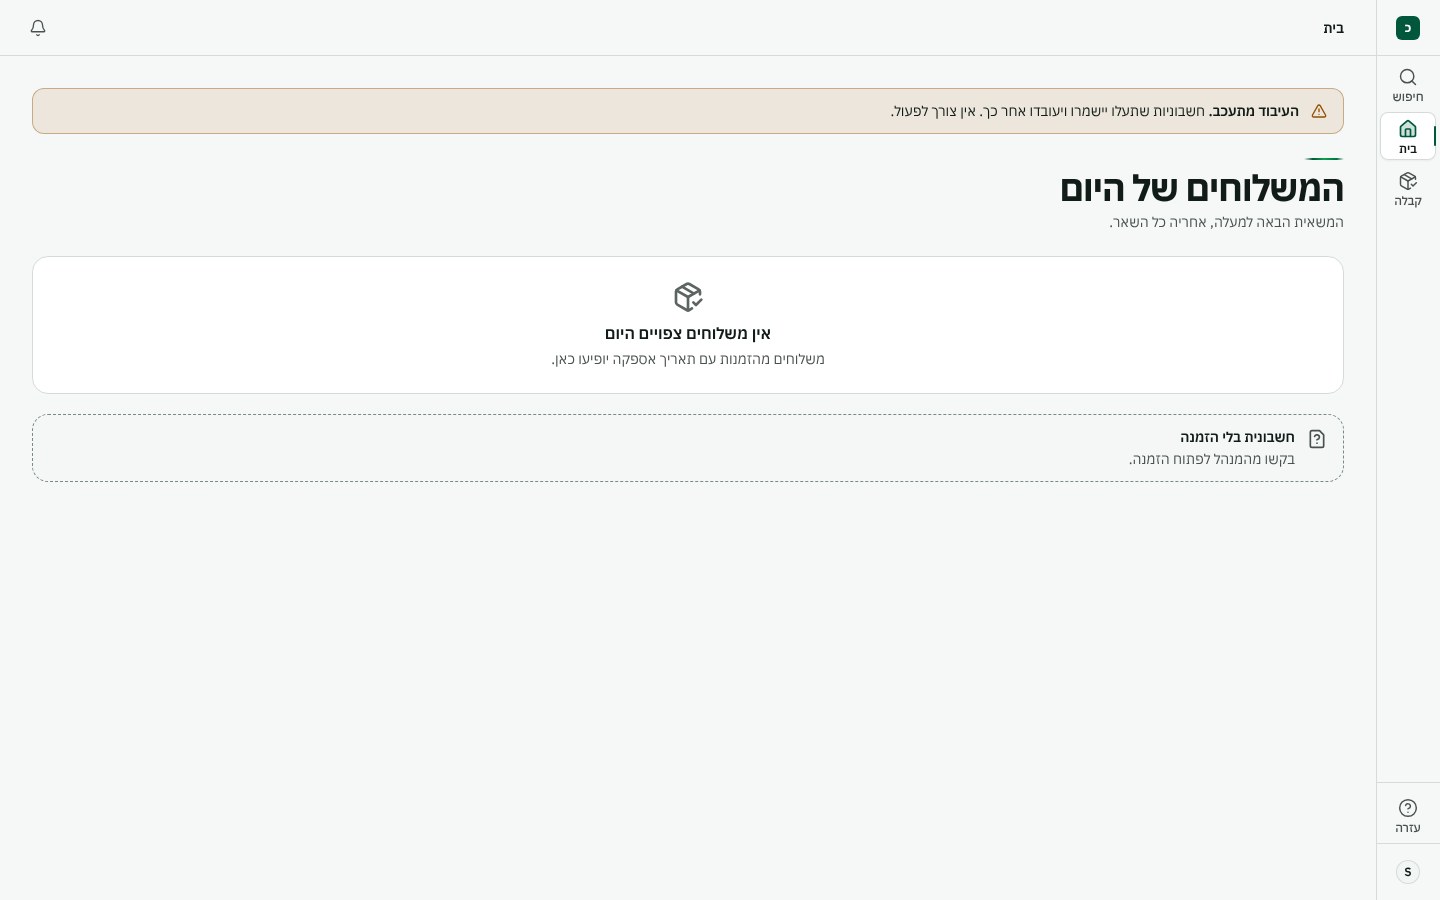 כ
חיפוש
בית
קבלה
עזרה
S
בית
העיבוד מתעכב. חשבוניות שתעלו יישמרו ויעובדו אחר כך. אין צורך לפעול.
המשלוחים של היום
המשאית הבאה למעלה, אחריה כל השאר.
אין משלוחים צפויים היום
משלוחים מהזמנות עם תאריך אספקה יופיעו כאן.
חשבונית בלי הזמנה
בקשו מהמנהל לפתוח הזמנה.